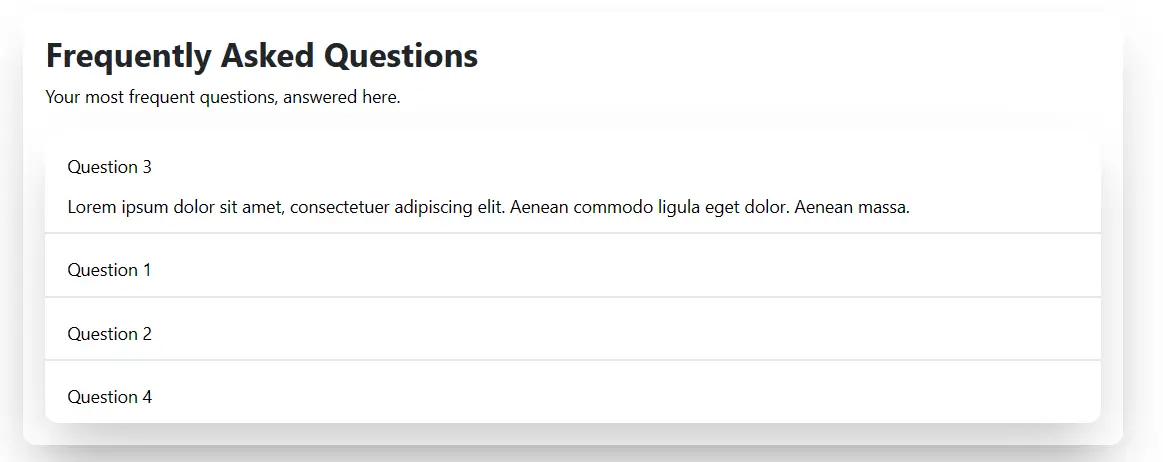 Frequently Asked Questions
Your most frequent questions, answered here.
Question 3
Lorem ipsum dolor sit amet, consectetuer adipiscing elit. Aenean commodo ligula eget dolor. Aenean massa.
Question 1
Question 2
Question 4